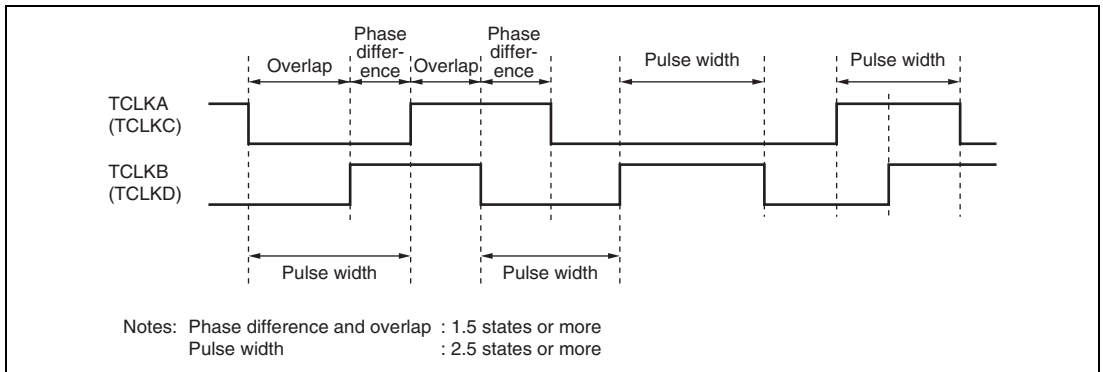 Phase
differ-
ence
Phase
differ-
ence
Overlap
Overlap
Pulse width
Pulse width
TCLKA
(TCLKC)
TCLKB
(TCLKD)
Pulse width
Pulse width
Notes: Phase difference and overlap : 1.5 states or more
Pulse width : 2.5 states or more